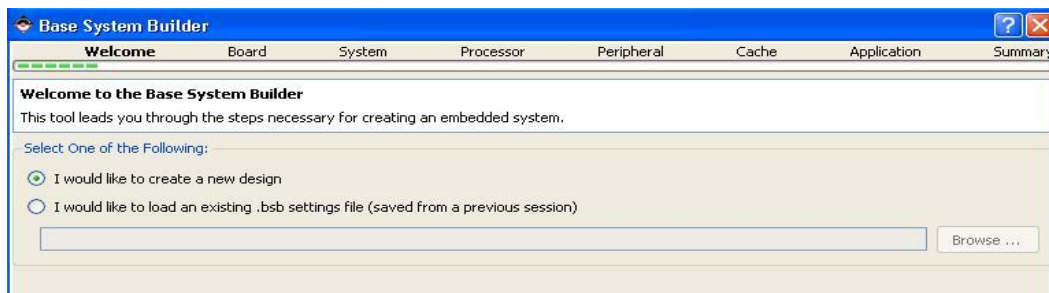 Base System Builder
Welcome Board System Processor Peripheral Cache Application Summary
Welcome to the Base System Builder
This tool leads you through the steps necessary for creating an embedded system.
Select One of the Following:
I would like to create a new design
I would like to load an existing .bsb settings file (saved from a previous session)
Browse ...